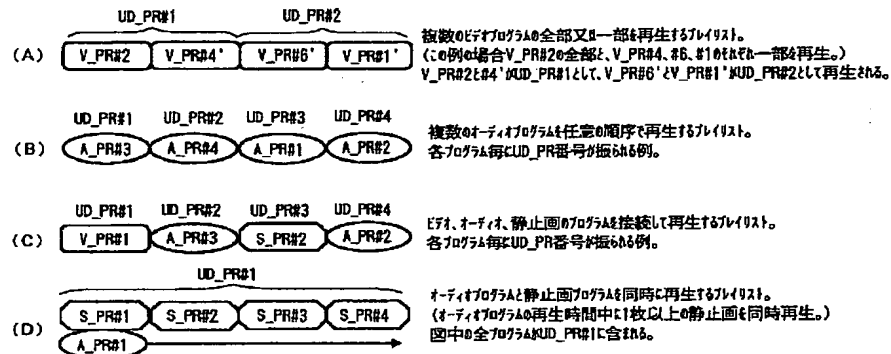 UD_PR#1 UD_PR#2
(A) V_PR#2 V_PR#4' V_PR#6' V_PR#1'
複数のビデオプログラムの全部又は一部を再生するプレイリスト。
(この例の場合V_PR#2の全部と、V_PR#4、#6、#1のそれぞれ一部を再生。)
V_PR#2と#4'がUD_PR#1として、V_PR#6'とV_PR#1'がUD_PR#2として再生される。
UD_PR#1 UD_PR#2 UD_PR#3 UD_PR#4
(B) A_PR#3 A_PR#4 A_PR#1 A_PR#2
複数のオーディオプログラムを任意の順序で再生するプレイリスト。
各プログラム毎にUD_PR番号が振られる例。
UD_PR#1 UD_PR#2 UD_PR#3 UD_PR#4
(C) V_PR#1 A_PR#3 S_PR#2 A_PR#2
ビデオ、オーディオ、静止画のプログラムを接続して再生するプレイリスト。
各プログラム毎にUD_PR番号が振られる例。
UD_PR#1
(D) S_PR#1 S_PR#2 S_PR#3 S_PR#4
A_PR#1
オーディオプログラムと静止画プログラムを同時に再生するプレイリスト。
(オーディオプログラムの再生時間中に1枚以上の静止画を同時再生。)
図中の全プログラムがUD_PR#1に含まれる。